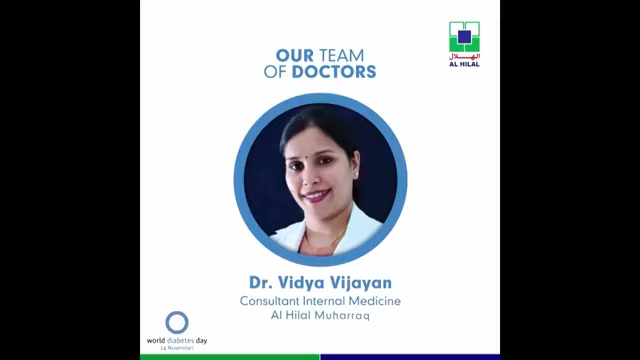 OUR TEAM
OF DOCTORS
الهلال
AL HILAL
Dr. Vidya Vijayan
Consultant Internal Medicine
Al Hilal Muharraq
world diabetes day
14 November